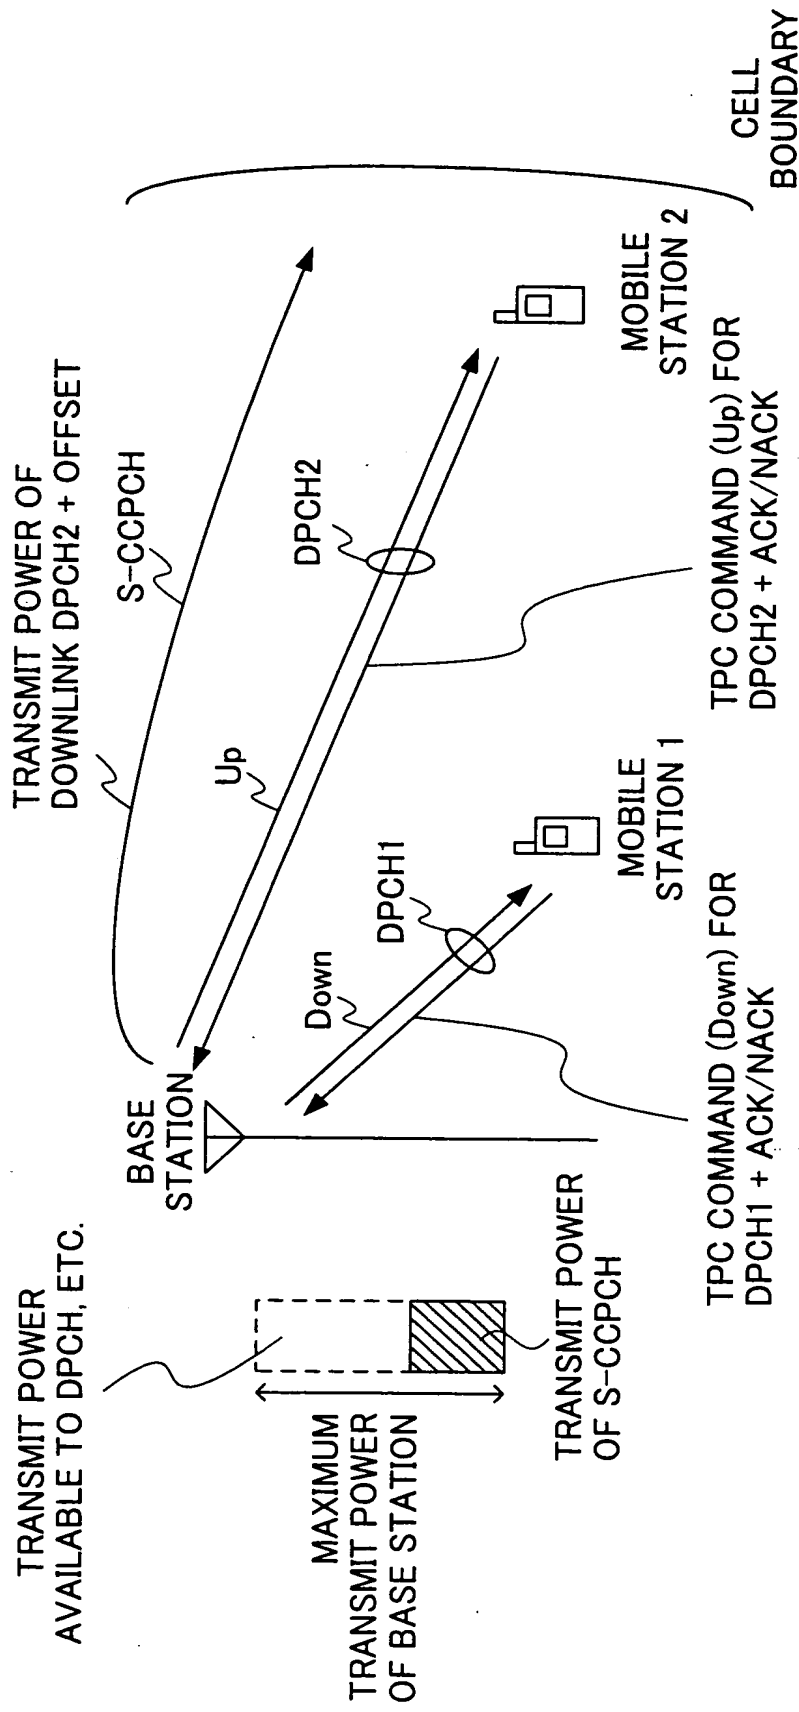 TRANSMIT POWER
AVAILABLE TO DPCH, ETC.
MAXIMUM
TRANSMIT POWER
OF BASE STATION
TRANSMIT POWER
OF S-CCPCH
BASE
STATION
TRANSMIT POWER OF
DOWNLINK DPCH2 + OFFSET
S-CCPCH
Up
DPCH2
Down
DPCH1
MOBILE
STATION 1
MOBILE
STATION 2
TPC COMMAND (Down) FOR
DPCH1 + ACK/NACK
TPC COMMAND (Up) FOR
DPCH2 + ACK/NACK
CELL
BOUNDARY